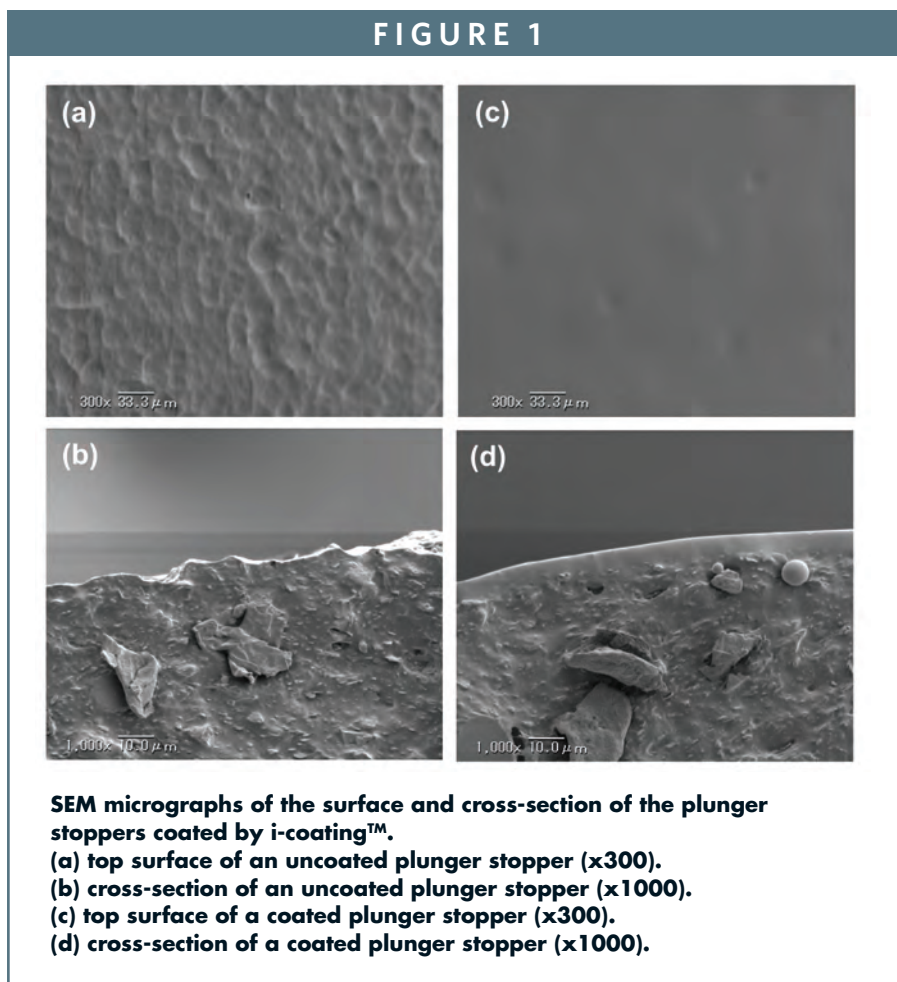 FIGURE 1
(a)
(c)
300x 33.3 μm
300x 33.3 μm
(b)
(d)
1,000x 10.0 μm
1,000x 10.0 μm
SEM micrographs of the surface and cross-section of the plunger
stoppers coated by i-coating™.
(a) top surface of an uncoated plunger stopper (x300).
(b) cross-section of an uncoated plunger stopper (x1000).
(c) top surface of a coated plunger stopper (x300).
(d) cross-section of a coated plunger stopper (x1000).